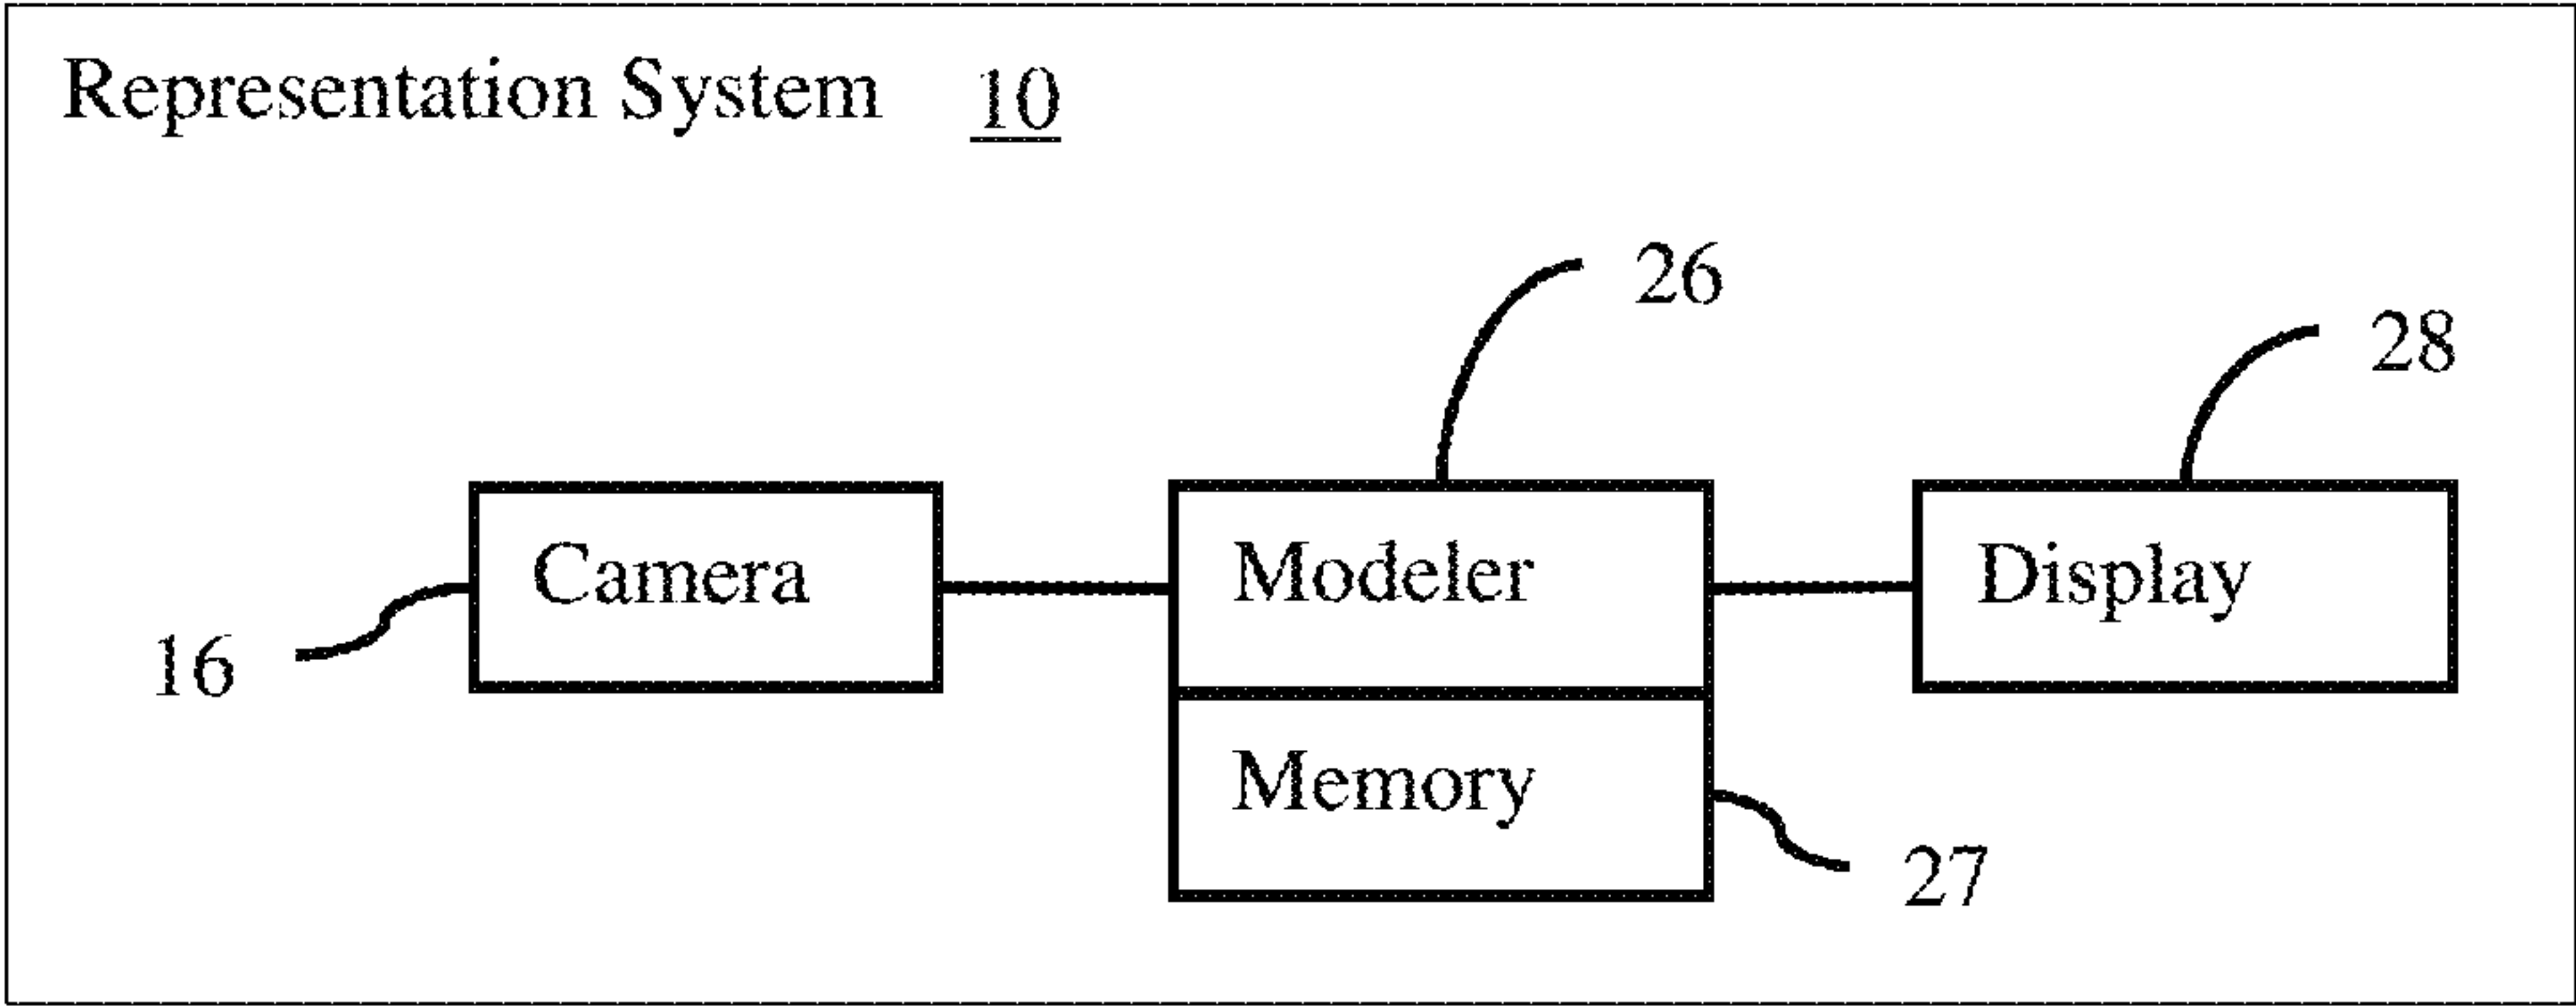 Representation System 10
26
28
Camera
Modeler
Display
16
Memory
27